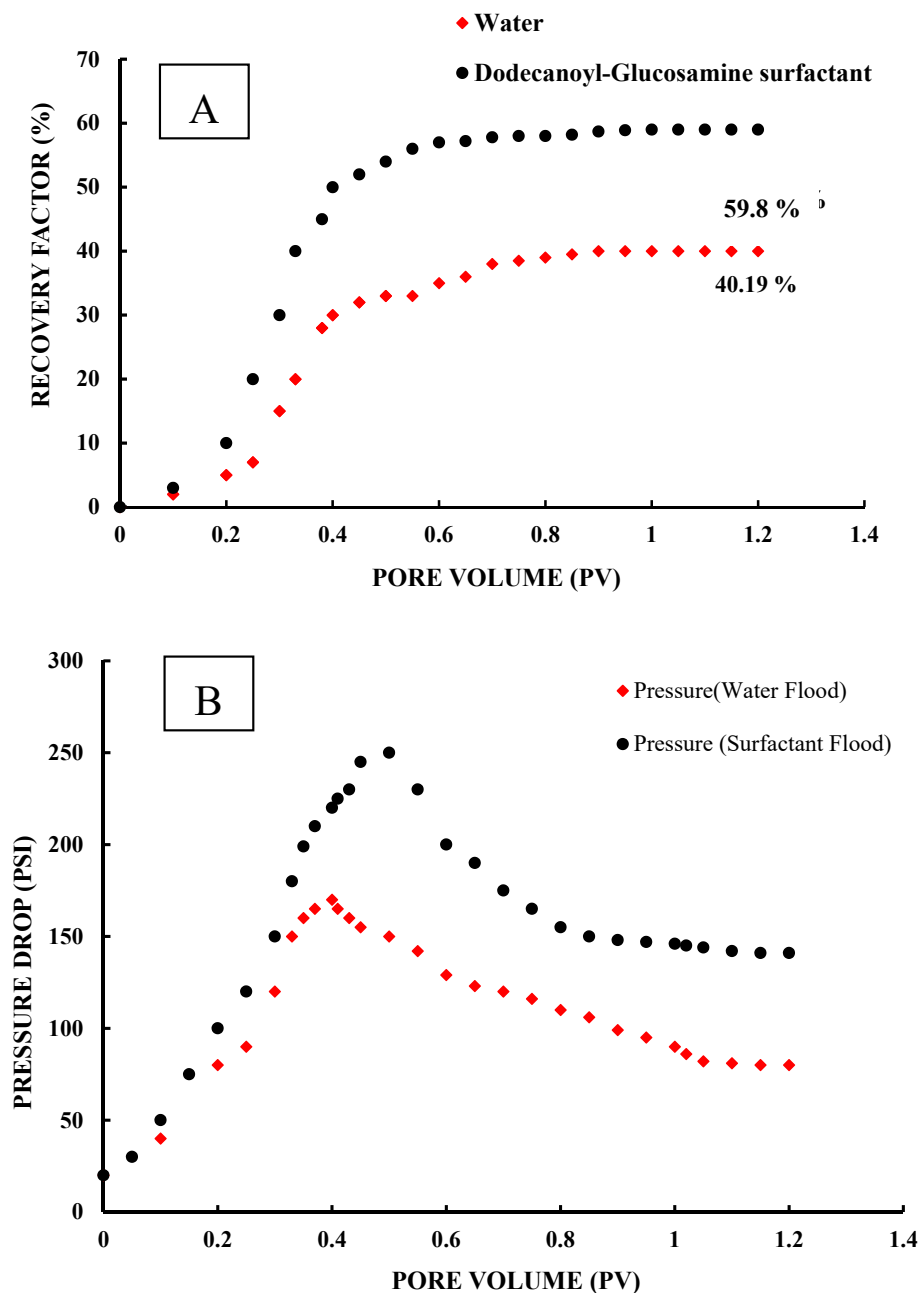 Water
Dodecanoyl-Glucosamine surfactant
A
RECOVERY FACTOR (%)
70
60
50
40
30
20
10
0
59.8 %
40.19 %
0 0.2 0.4 0.6 0.8 1 1.2 1.4
PORE VOLUME (PV)
B
Pressure(Water Flood)
Pressure (Surfactant Flood)
PRESSURE DROP (PSI)
300
250
200
150
100
50
0
0 0.2 0.4 0.6 0.8 1 1.2 1.4
PORE VOLUME (PV)